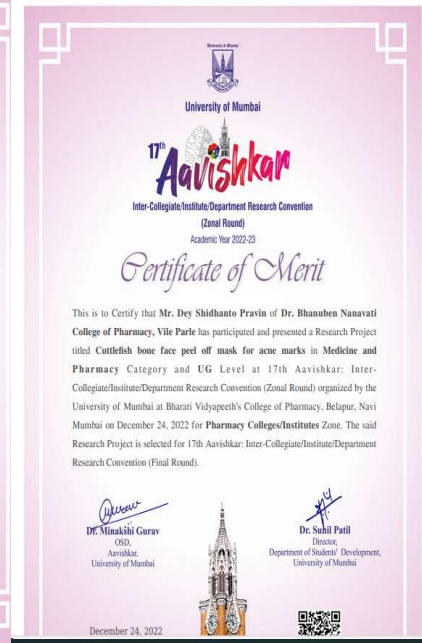 University of Mumbai
University of Mumbai
17th
Aavishkar
Inter-Collegiate/Institute/Department Research Convention
(Zonal Round)
Academic Year 2022-23
Certificate of Merit
This is to Certify that Mr. Dey Shidhanto Pravin of Dr. Bhanuben Nanavati
College of Pharmacy, Vile Parle has participated and presented a Research Project
titled Cuttlefish bone face peel off mask for acne marks in Medicine and
Pharmacy Category and UG Level at 17th Aavishkar: Inter-
Collegiate/Institute/Department Research Convention (Zonal Round) organized by the
University of Mumbai at Bharati Vidyapeeth's College of Pharmacy, Belapur, Navi
Mumbai on December 24, 2022 for Pharmacy Colleges/Institutes Zone. The said
Research Project is selected for 17th Aavishkar: Inter-Collegiate/Institute/Department
Research Convention (Final Round).
Dr. Minakshi Gurav
OSD,
Aavishkar,
University of Mumbai
Dr. Sunil Patil
Director,
Department of Students' Development,
University of Mumbai
December 24, 2022